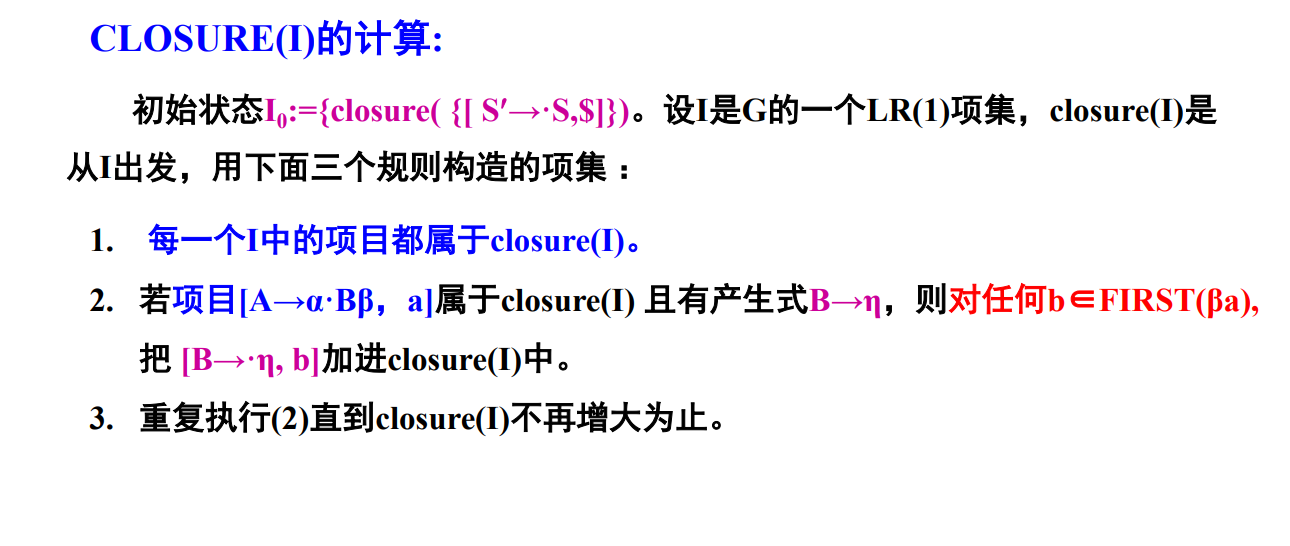 CLOSURE(I)的计算:
初始状态I₀:={closure( {[ S′→·S,$]})。设I是G的一个LR(1)项集，closure(I)是
从I出发，用下面三个规则构造的项集：
1. 每一个I中的项目都属于closure(I)。
2. 若项目[A→α·Bβ，a]属于closure(I) 且有产生式B→η，则对任何b∈FIRST(βa),
把 [B→·η, b]加进closure(I)中。
3. 重复执行(2)直到closure(I)不再增大为止。